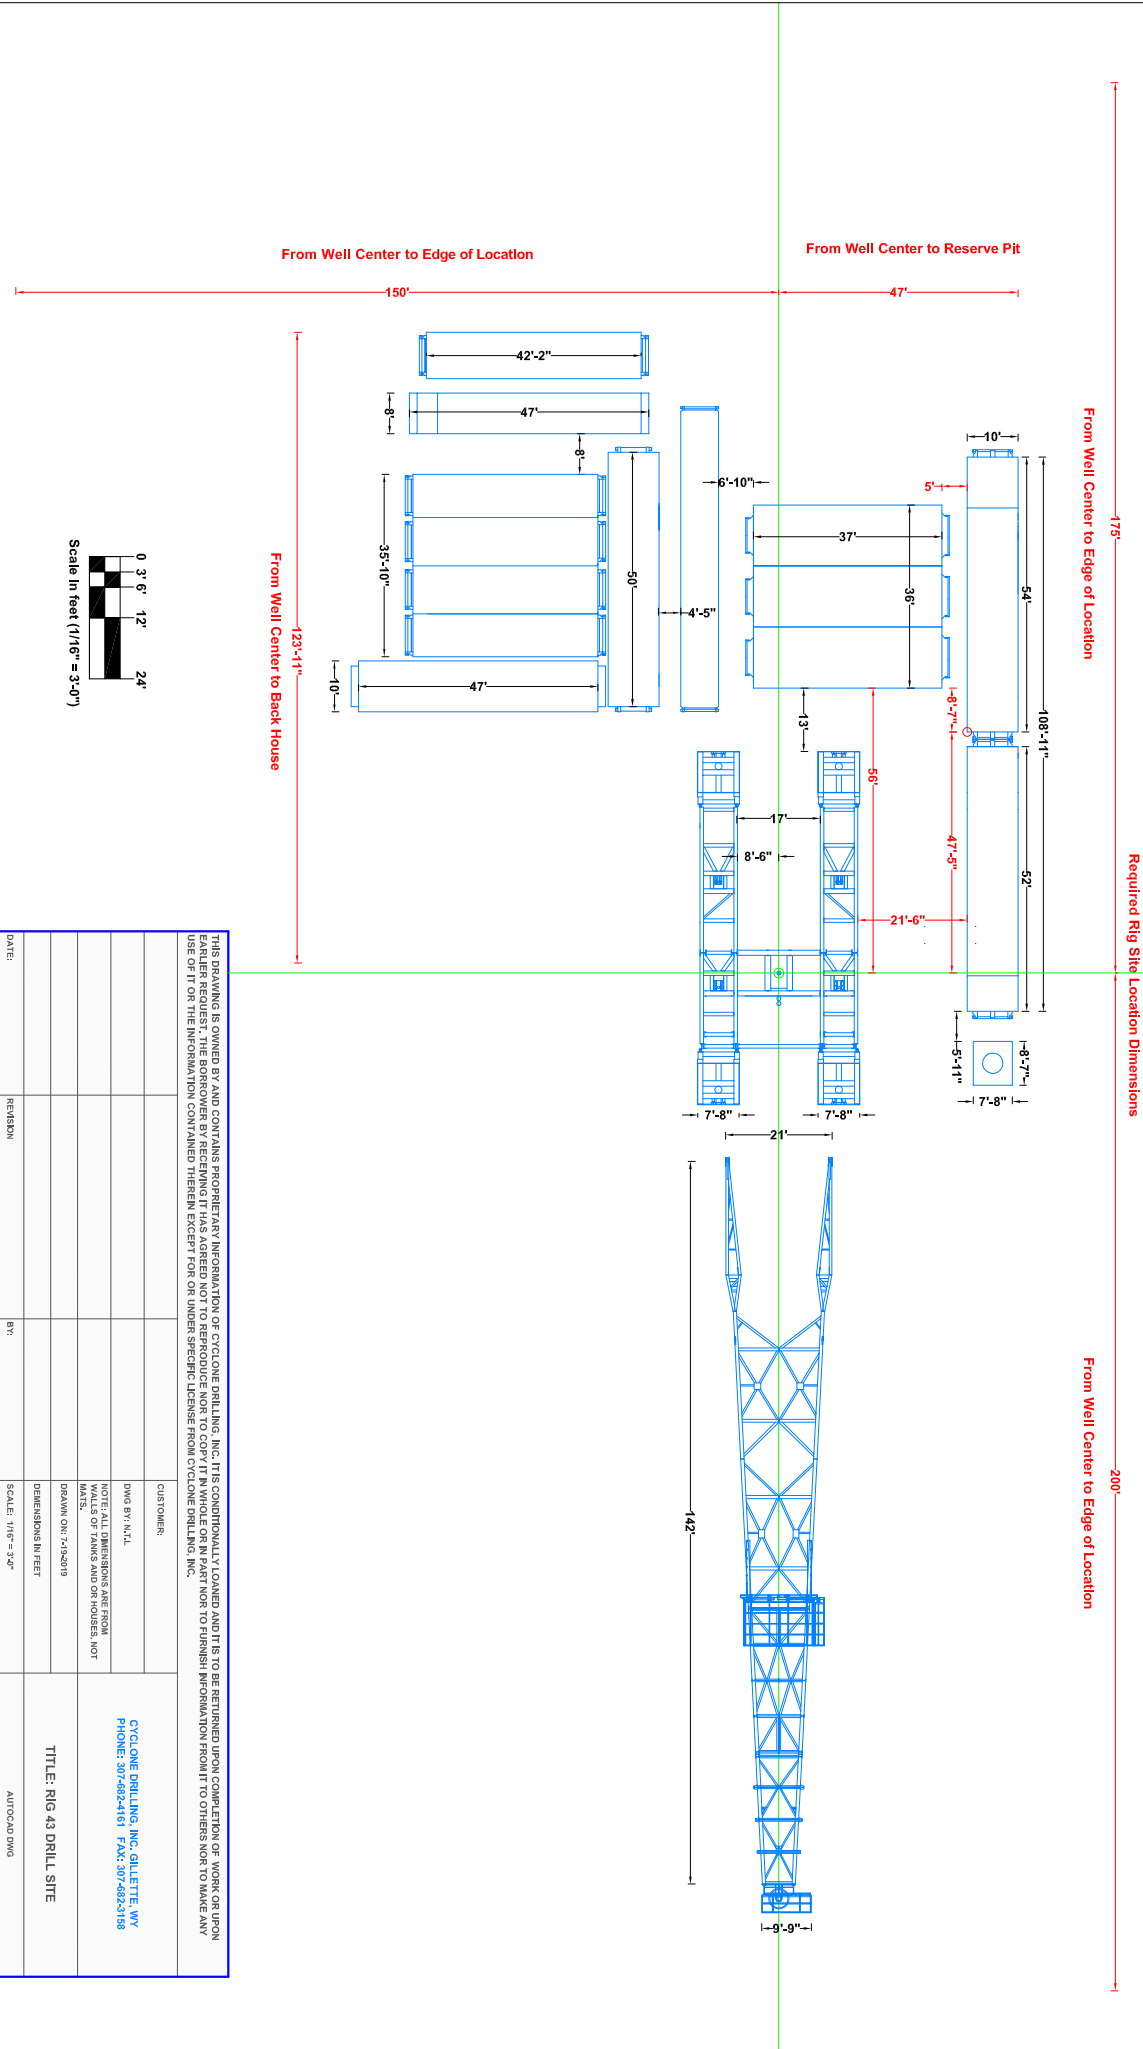 Required Rig Site Location Dimensions
175'
200'
From Well Center to Edge of Location
From Well Center to Edge of Location
From Well Center to Reserve Pit
47'
From Well Center to Edge of Location
150'
10'
54'
108'-11"
52'
5'
8'-7"
47'-5"
56'
21'-6"
5'-11"
8'-7"
7'-8"
37'
36'
13'
6'-10"
4'-5"
50'
42'-2"
47'
8'
8'
35'-10"
47'
10'
17'
8'-6"
7'-8"
7'-8"
21'
142'
9'-9"
123'-11"
From Well Center to Back House
0 3' 6' 12' 24'
Scale in feet (1/16" = 3'-0")
THIS DRAWING IS OWNED BY AND CONTAINS PROPRIETARY INFORMATION OF CYCLONE DRILLING, INC. IT IS CONDITIONALLY LOANED AND IT IS TO BE RETURNED UPON COMPLETION OF WORK OR UPON
EARLIER REQUEST. THE BORROWER BY RECEIVING IT HAS AGREED NOT TO REPRODUCE NOR TO COPY IT IN WHOLE OR IN PART NOR TO FURNISH INFORMATION FROM IT TO OTHERS NOR TO MAKE ANY
USE OF IT OR THE INFORMATION CONTAINED THEREIN EXCEPT FOR OR UNDER SPECIFIC LICENSE FROM CYCLONE DRILLING, INC.
CUSTOMER:
DWG BY: N.T.L
NOTE: ALL DIMENSIONS ARE FROM
WALLS OF TANKS AND OR HOUSES, NOT
MATS.
DRAWN ON: 7-19-2019
DEMENSIONS IN FEET
SCALE: 1/16" = 3'-0"
CYCLONE DRILLING, INC. GILLETTE, WY
PHONE: 307-682-4161 FAX: 307-682-3158
TITLE: RIG 43 DRILL SITE
AUTOCAD DWG
DATE:
REVISION
BY: